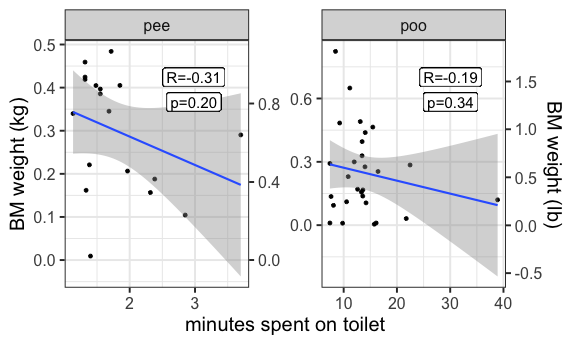 pee
poo
BM weight (kg)
0.5
0.4
0.3
0.2
0.1
0.0
R=-0.31
p=0.20
0.8
0.4
0.0
2
3
0.6
0.3
0.0
R=-0.19
p=0.34
1.5
1.0
0.5
0.0
-0.5
10
20
30
40
BM weight (lb)
minutes spent on toilet